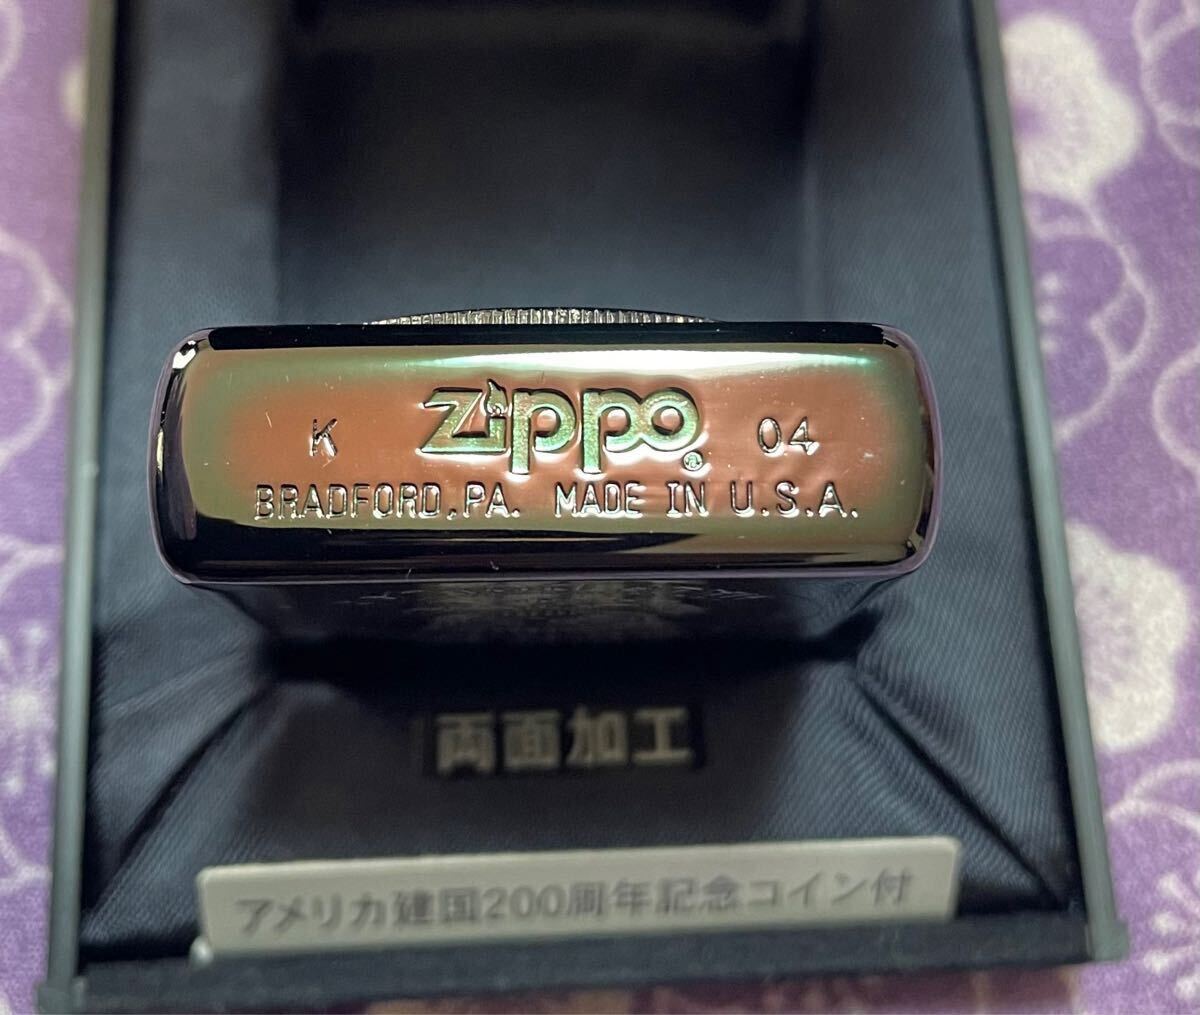 K zippo® 04
BRADFORD,PA. MADE IN U.S.A.
両面加工
アメリカ建国200周年記念コイン付